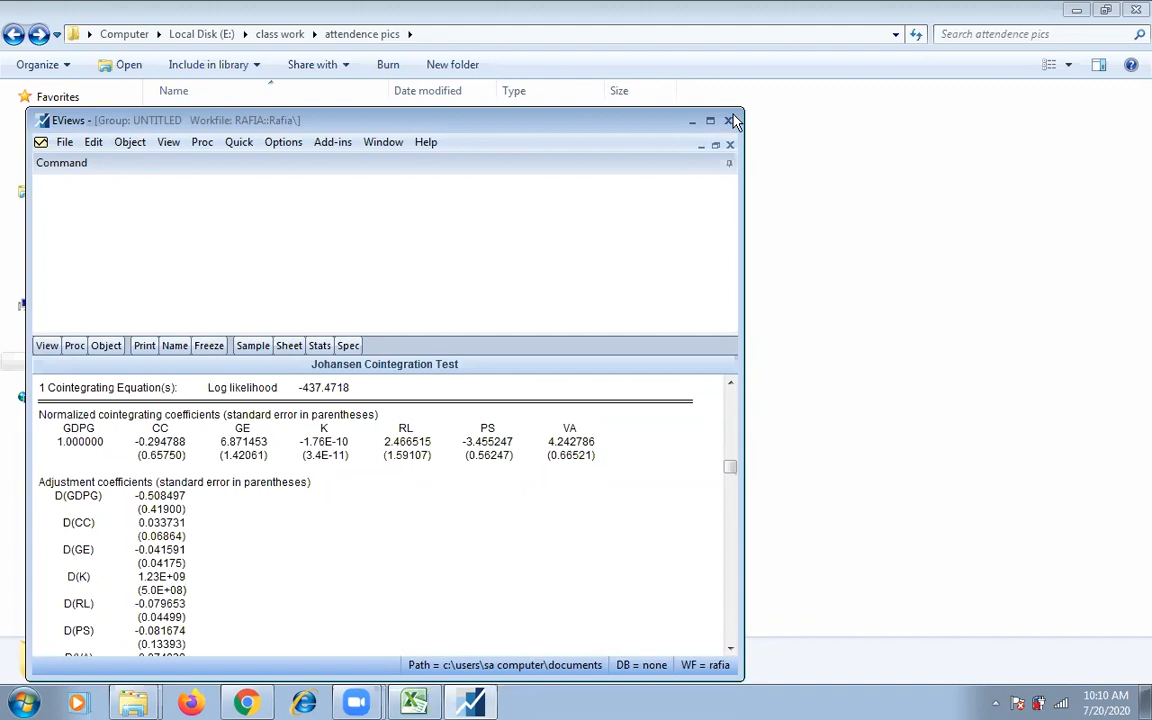 Computer Local Disk (E:) class work attendence pics Search attendence pics
Organize Open Include in library Share with Burn New folder
Name Date modified Type Size
Favorites
EViews - [Group: UNTITLED Workfile: RAFIA::Rafia\]
File Edit Object View Proc Quick Options Add-ins Window Help
Command
View Proc Object Print Name Freeze Sample Sheet Stats Spec
Johansen Cointegration Test
1 Cointegrating Equation(s): Log likelihood -437.4718
Normalized cointegrating coefficients (standard error in parentheses)
GDPG CC GE K RL PS VA
1.000000 -0.294788 6.871453 -1.76E-10 2.466515 -3.455247 4.242786
(0.65750) (1.42061) (3.4E-11) (1.59107) (0.56247) (0.66521)
Adjustment coefficients (standard error in parentheses)
D(GDPG) -0.508497
(0.41900)
D(CC) 0.033731
(0.06864)
D(GE) -0.041591
(0.04175)
D(K) 1.23E+09
(5.0E+08)
D(RL) -0.079653
(0.04499)
D(PS) -0.081674
(0.13393)
Path = c:\users\sa computer\documents DB = none WF = rafia
10:10 AM
7/20/2020